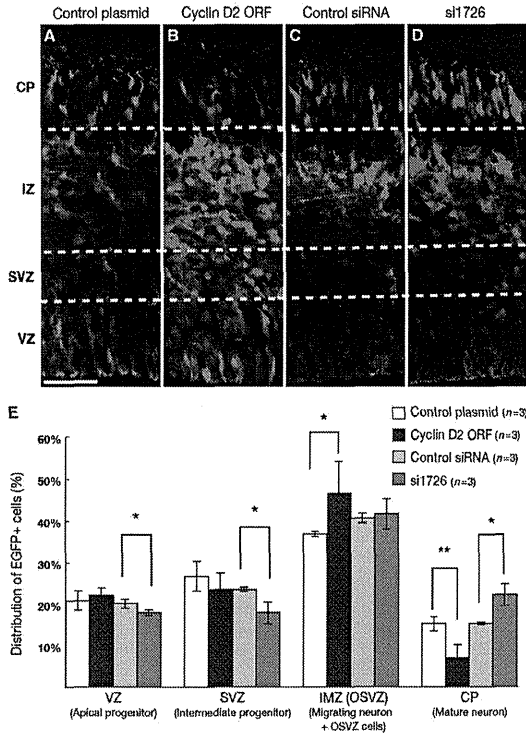 Control plasmid Cyclin D2 ORF Control siRNA si1726
A B C D
CP
IZ
SVZ
VZ
E
Control plasmid (n=3)
Cyclin D2 ORF (n=3)
Control siRNA (n=3)
si1726 (n=3)
Distribution of EGFP+ cells (%)
60%
50%
40%
30%
20%
10%
* * * ** *
VZ SVZ IMZ (OSVZ) CP
(Apical progenitor) (Intermediate progenitor) (Migrating neuron (Mature neuron)
+ OSVZ cells)